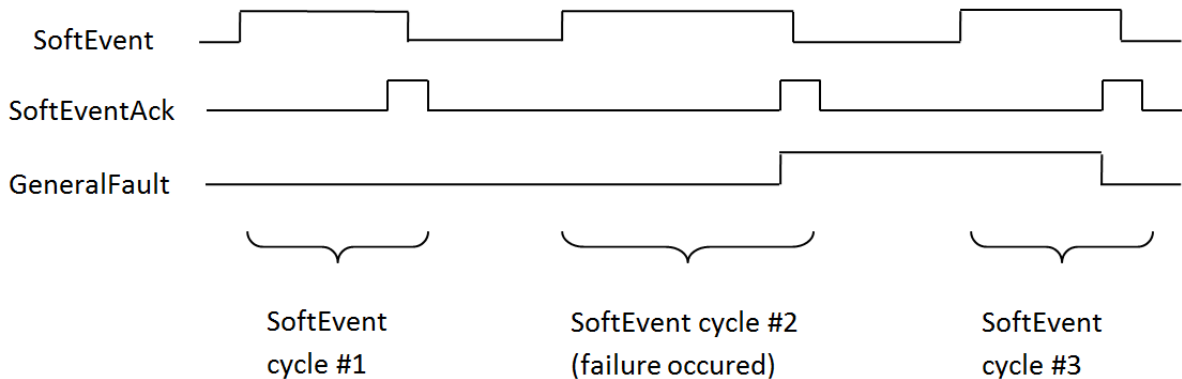 SoftEvent
SoftEventAck
GeneralFault
SoftEvent
cycle #1
SoftEvent cycle #2
(failure occured)
SoftEvent
cycle #3